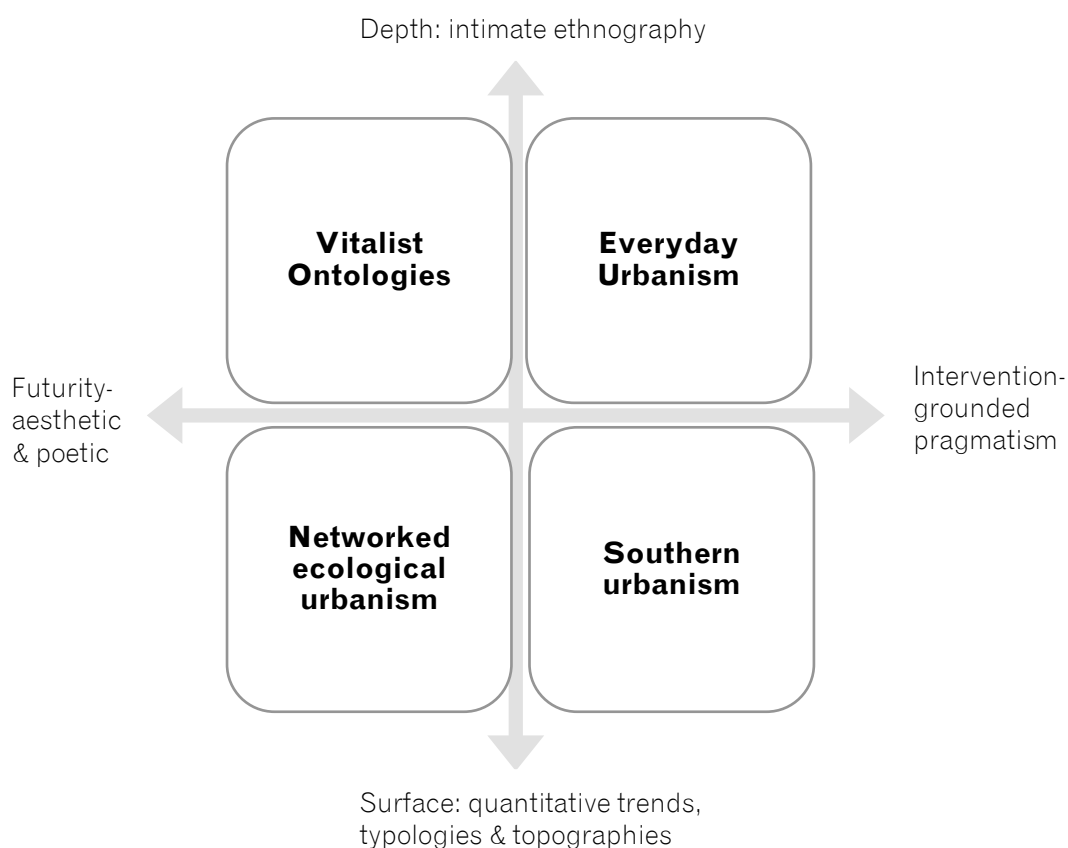 Depth: intimate ethnography
Vitalist
Ontologies
Everyday
Urbanism
Futurity-
aesthetic
& poetic
Intervention-
grounded
pragmatism
Networked
ecological
urbanism
Southern
urbanism
Surface: quantitative trends,
typologies & topographies